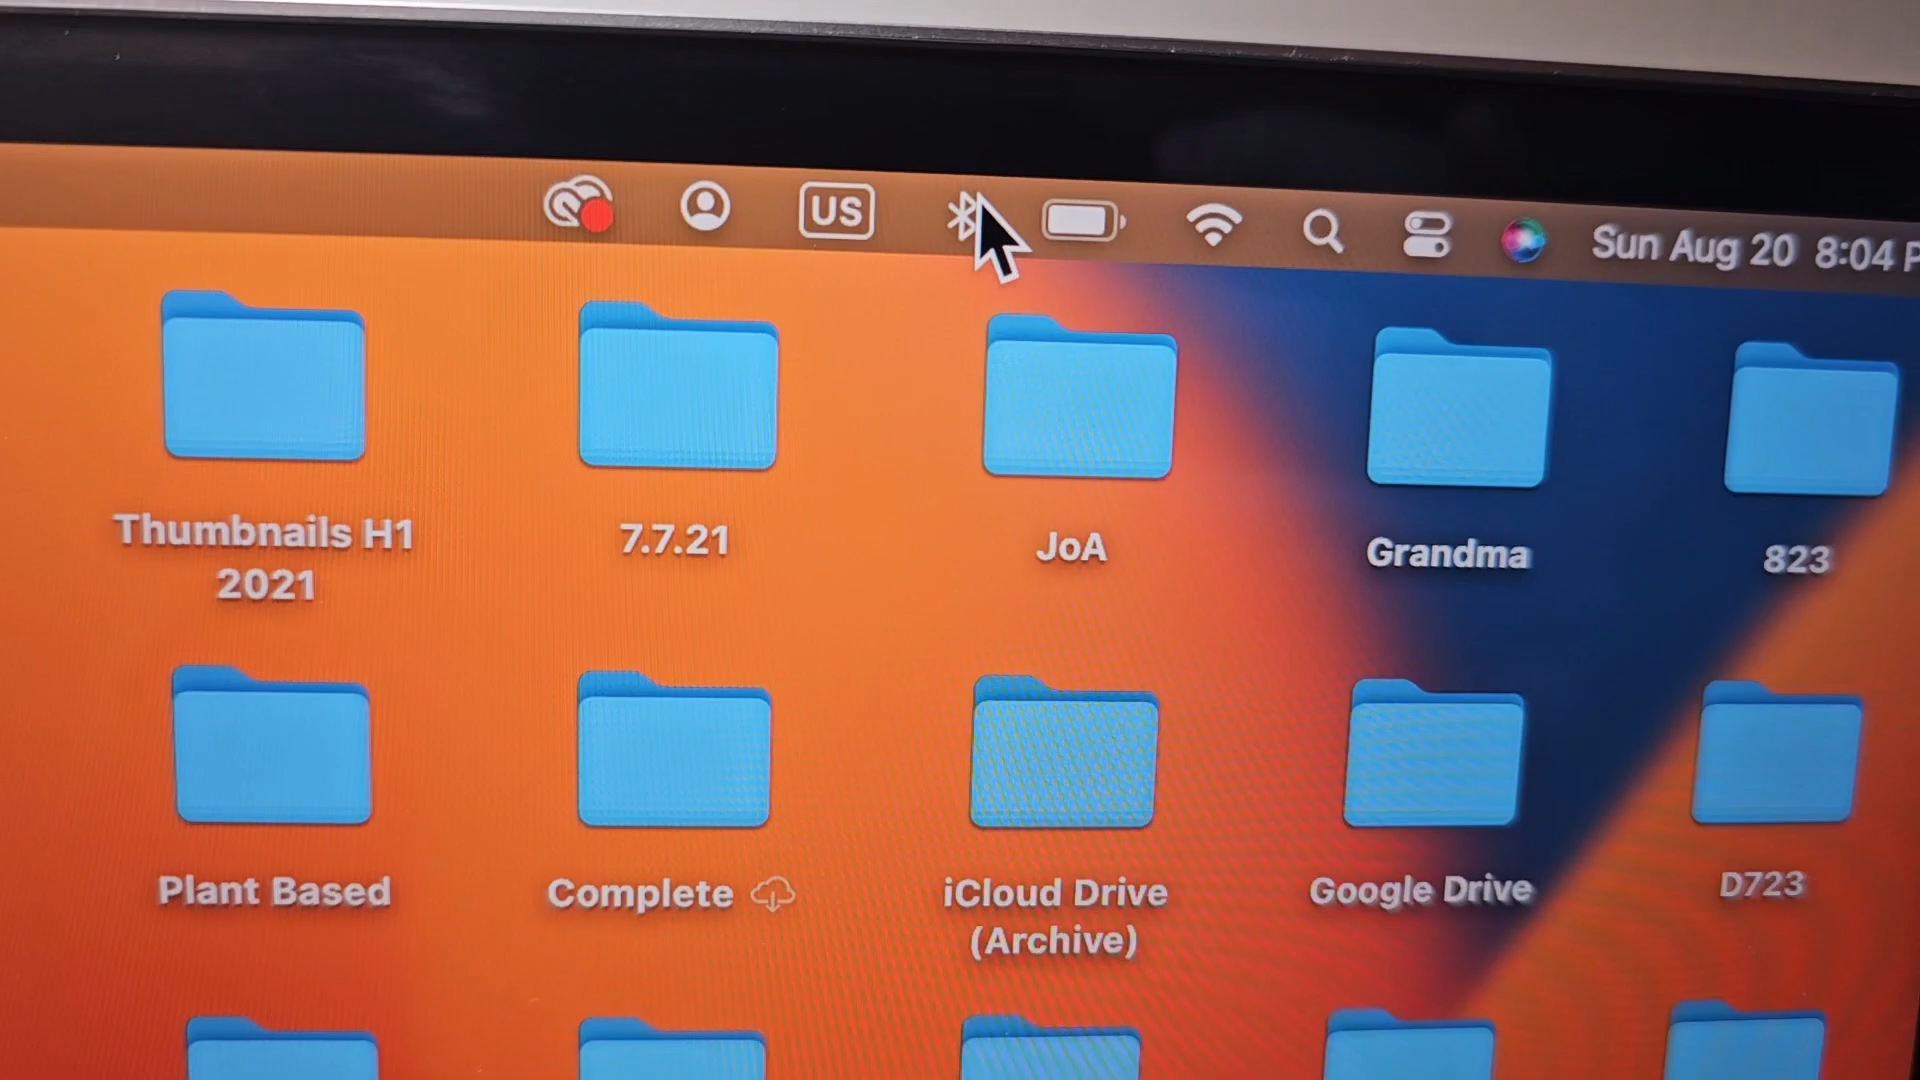 US
Sun Aug 20 8:04 P
Thumbnails H1
2021
7.7.21
JoA
Grandma
823
Plant Based
Complete
iCloud Drive
(Archive)
Google Drive
D723